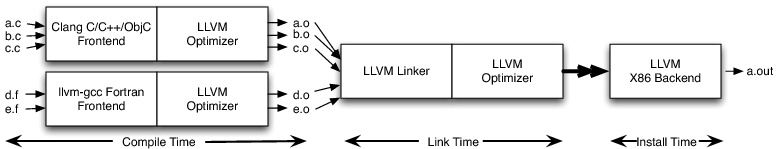 a.c
b.c
c.c
Clang C/C++/ObjC
Frontend
LLVM
Optimizer
a.o
b.o
c.o
d.f
e.f
llvm-gcc Fortran
Frontend
LLVM
Optimizer
d.o
e.o
LLVM Linker
LLVM
Optimizer
LLVM
X86 Backend
a.out
Compile Time
Link Time
Install Time